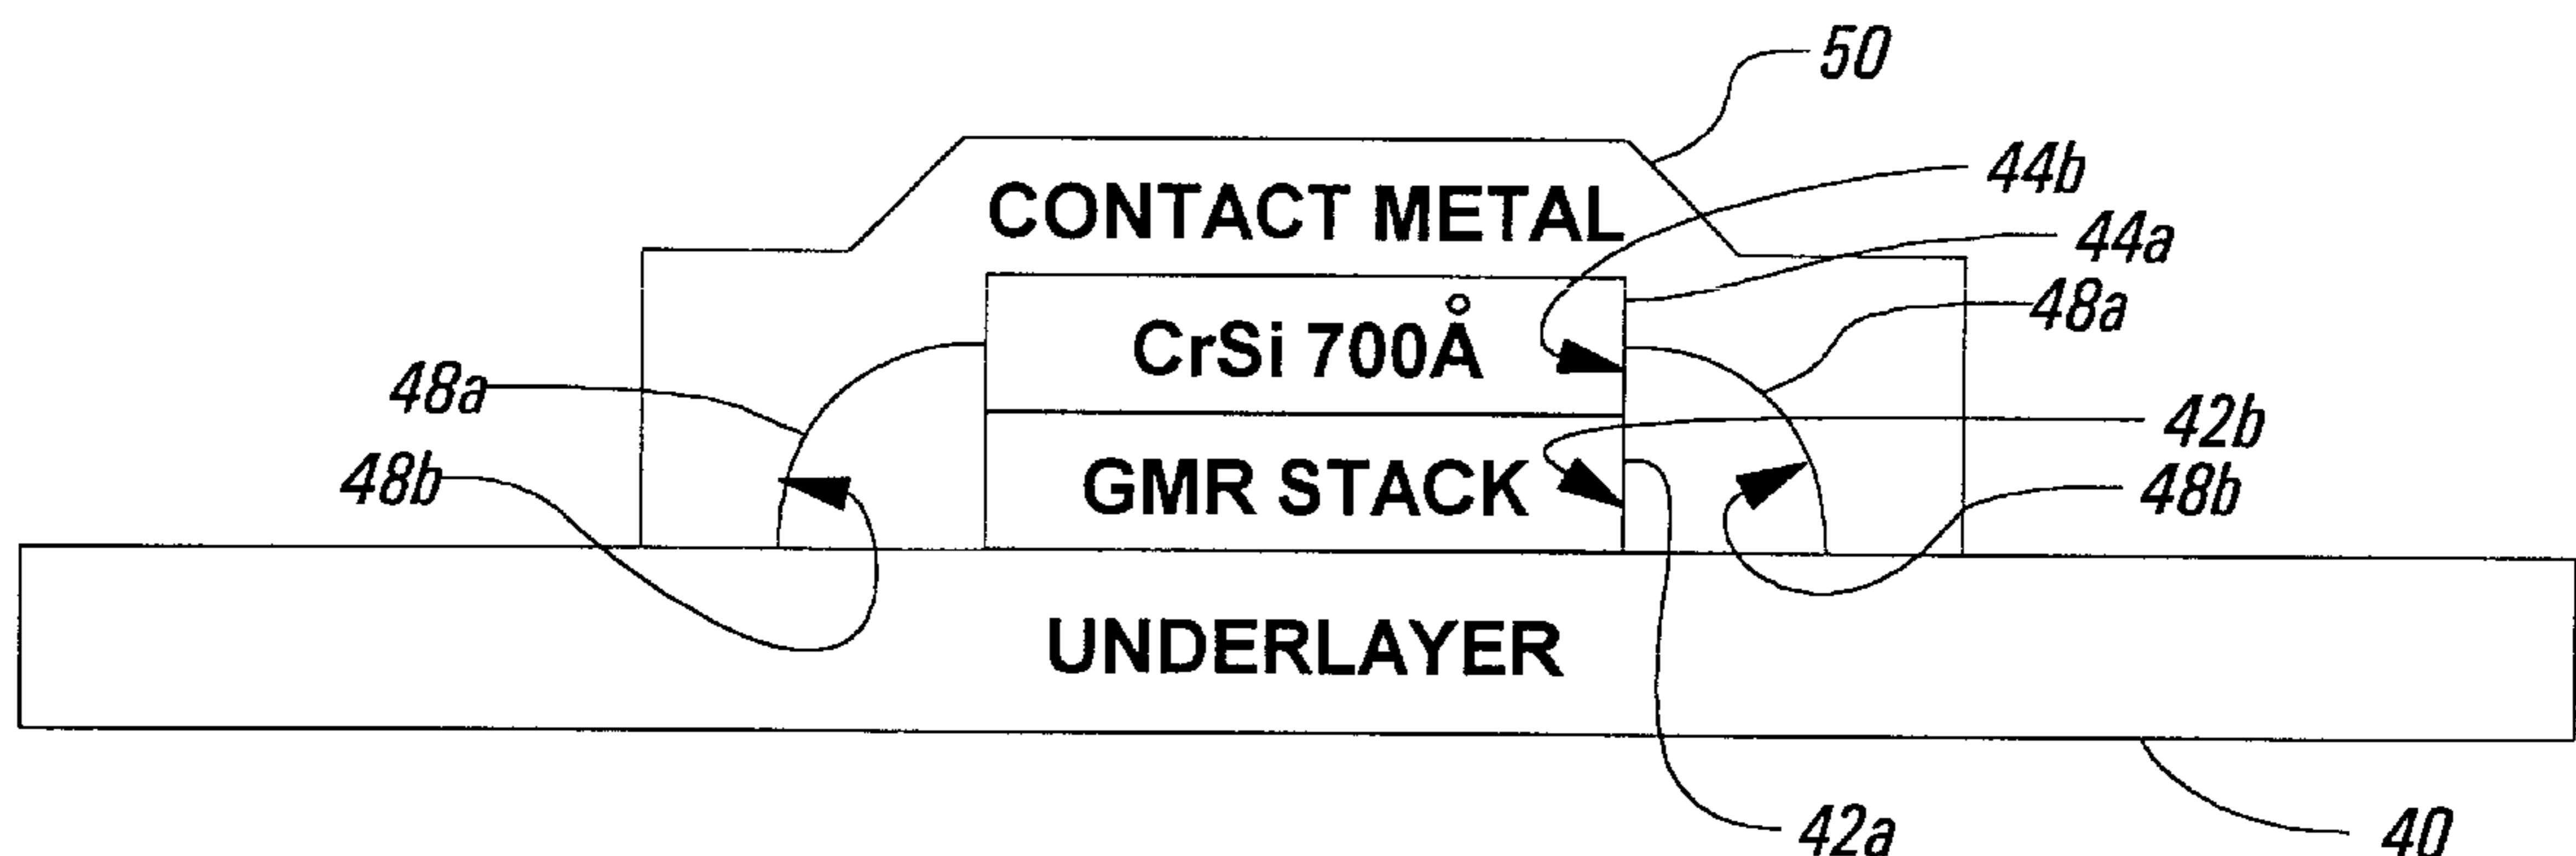 50
44b
CONTACT METAL
44a
48a
CrSi 700Å
48a
42b
48b
GMR STACK
48b
UNDERLAYER
42a
40